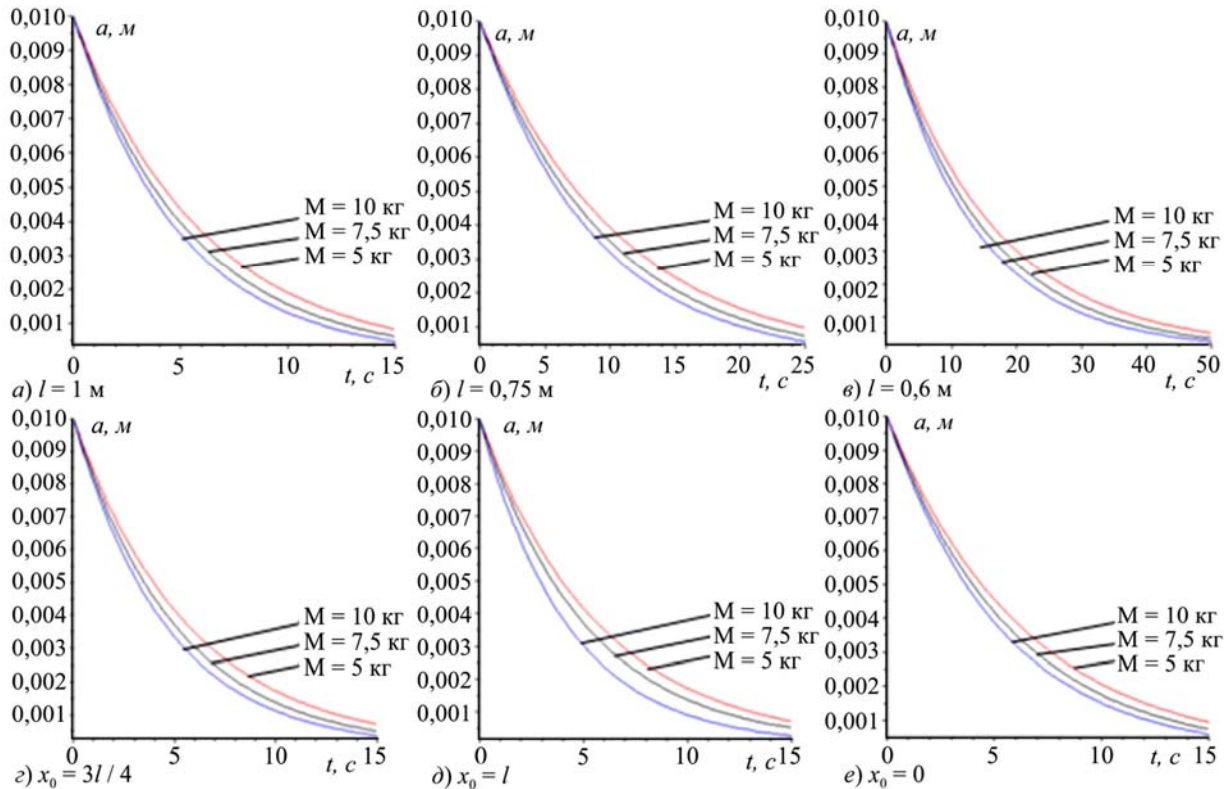 0,010
a, м
0,009
0,008
0,007
0,006
0,005
0,004
0,003
0,002
0,001
M = 10 кг
M = 7,5 кг
M = 5 кг
0 5 10 15
t, c
а) l = 1 м
0,010
a, м
0,009
0,008
0,007
0,006
0,005
0,004
0,003
0,002
0,001
M = 10 кг
M = 7,5 кг
M = 5 кг
0 5 10 15 20 25
t, c
б) l = 0,75 м
0,010
a, м
0,009
0,008
0,007
0,006
0,005
0,004
0,003
0,002
0,001
M = 10 кг
M = 7,5 кг
M = 5 кг
0 10 20 30 40 50
t, c
в) l = 0,6 м
0,010
a, м
0,009
0,008
0,007
0,006
0,005
0,004
0,003
0,002
0,001
M = 10 кг
M = 7,5 кг
M = 5 кг
0 5 10 15
t, c
г) x₀ = 3l / 4
0,010
a, м
0,009
0,008
0,007
0,006
0,005
0,004
0,003
0,002
0,001
M = 10 кг
M = 7,5 кг
M = 5 кг
0 5 10 15
t, c
д) x₀ = l
0,010
a, м
0,009
0,008
0,007
0,006
0,005
0,004
0,003
0,002
0,001
M = 10 кг
M = 7,5 кг
M = 5 кг
0 5 10 15
t, c
е) x₀ = 0